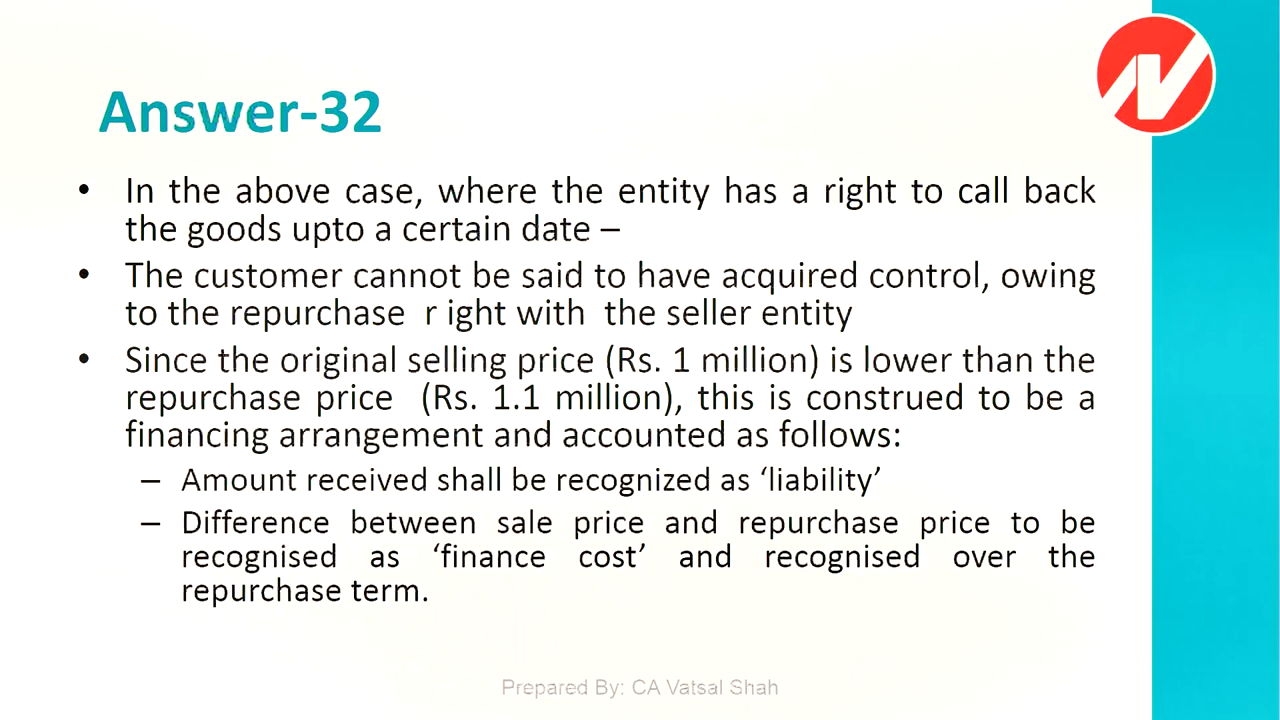 Answer-32
• In the above case, where the entity has a right to call back
the goods upto a certain date –
• The customer cannot be said to have acquired control, owing
to the repurchase r ight with the seller entity
• Since the original selling price (Rs. 1 million) is lower than the
repurchase price (Rs. 1.1 million), this is construed to be a
financing arrangement and accounted as follows:
– Amount received shall be recognized as ‘liability’
– Difference between sale price and repurchase price to be
recognised as ‘finance cost’ and recognised over the
repurchase term.
Prepared By: CA Vatsal Shah